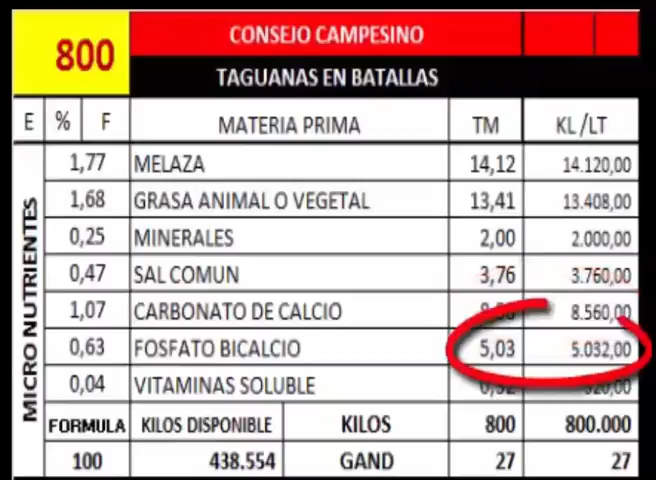 800 CONSEJO CAMPESINO
TAGUANAS EN BATALLAS
E % F MATERIA PRIMA TM KL/LT
MICRO NUTRIENTES
1,77 MELAZA 14,12 14.120,00
1,68 GRASA ANIMAL O VEGETAL 13,41 13.408,00
0,25 MINERALES 2,00 2.000,00
0,47 SAL COMUN 3,76 3.760,00
1,07 CARBONATO DE CALCIO 8.560,00
0,63 FOSFATO BICALCIO 5,03 5.032,00
0,04 VITAMINAS SOLUBLE
FORMULA KILOS DISPONIBLE KILOS 800 800.000
100 438.554 GAND 27 27